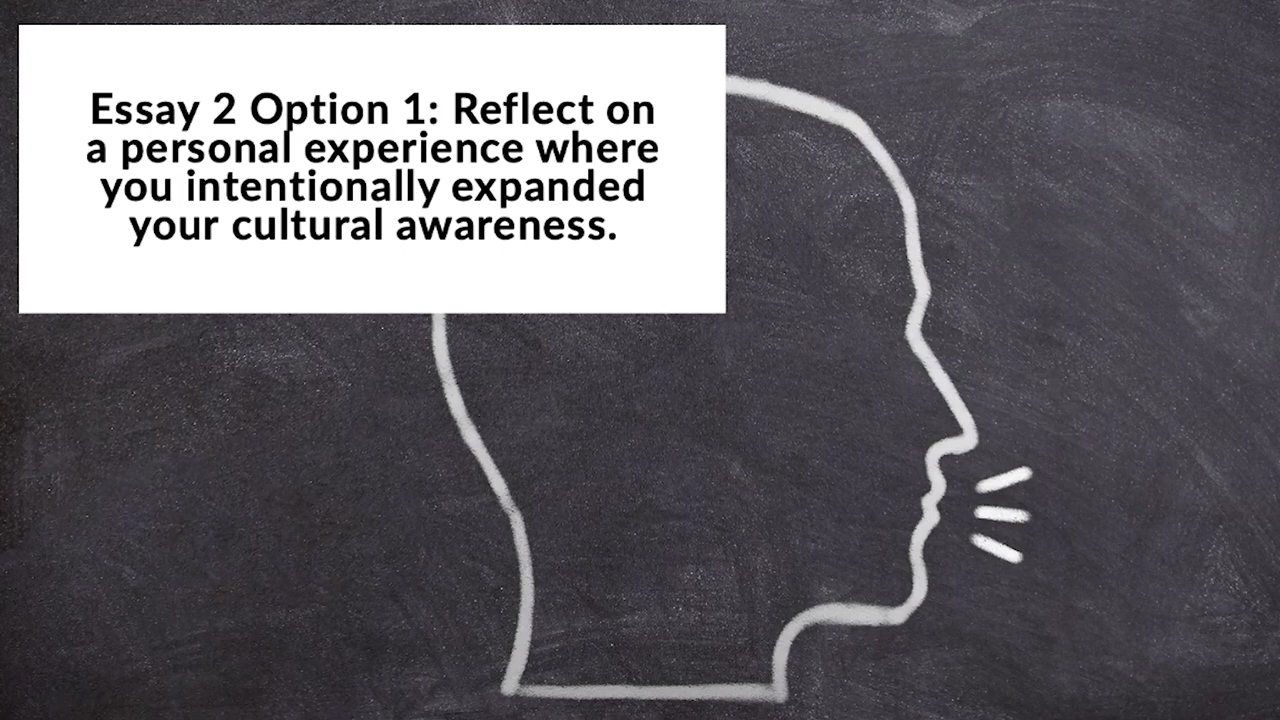 Essay 2 Option 1: Reflect on
a personal experience where
you intentionally expanded
your cultural awareness.